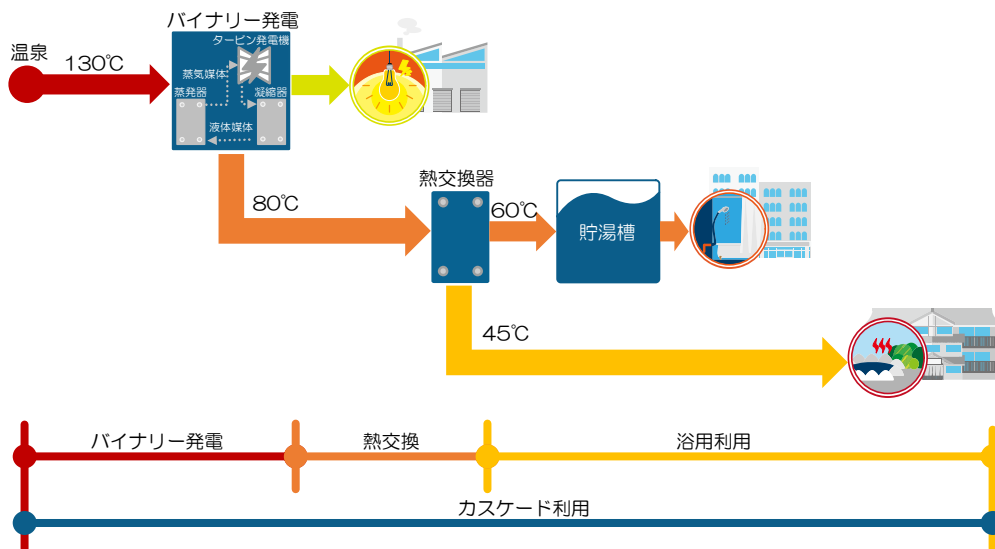 バイナリー発電
温泉
130℃
タービン発電機
蒸気媒体
蒸発器
凝縮器
液体媒体
80℃
熱交換器
60℃
貯湯槽
45℃
バイナリー発電
熱交換
浴用利用
カスケード利用